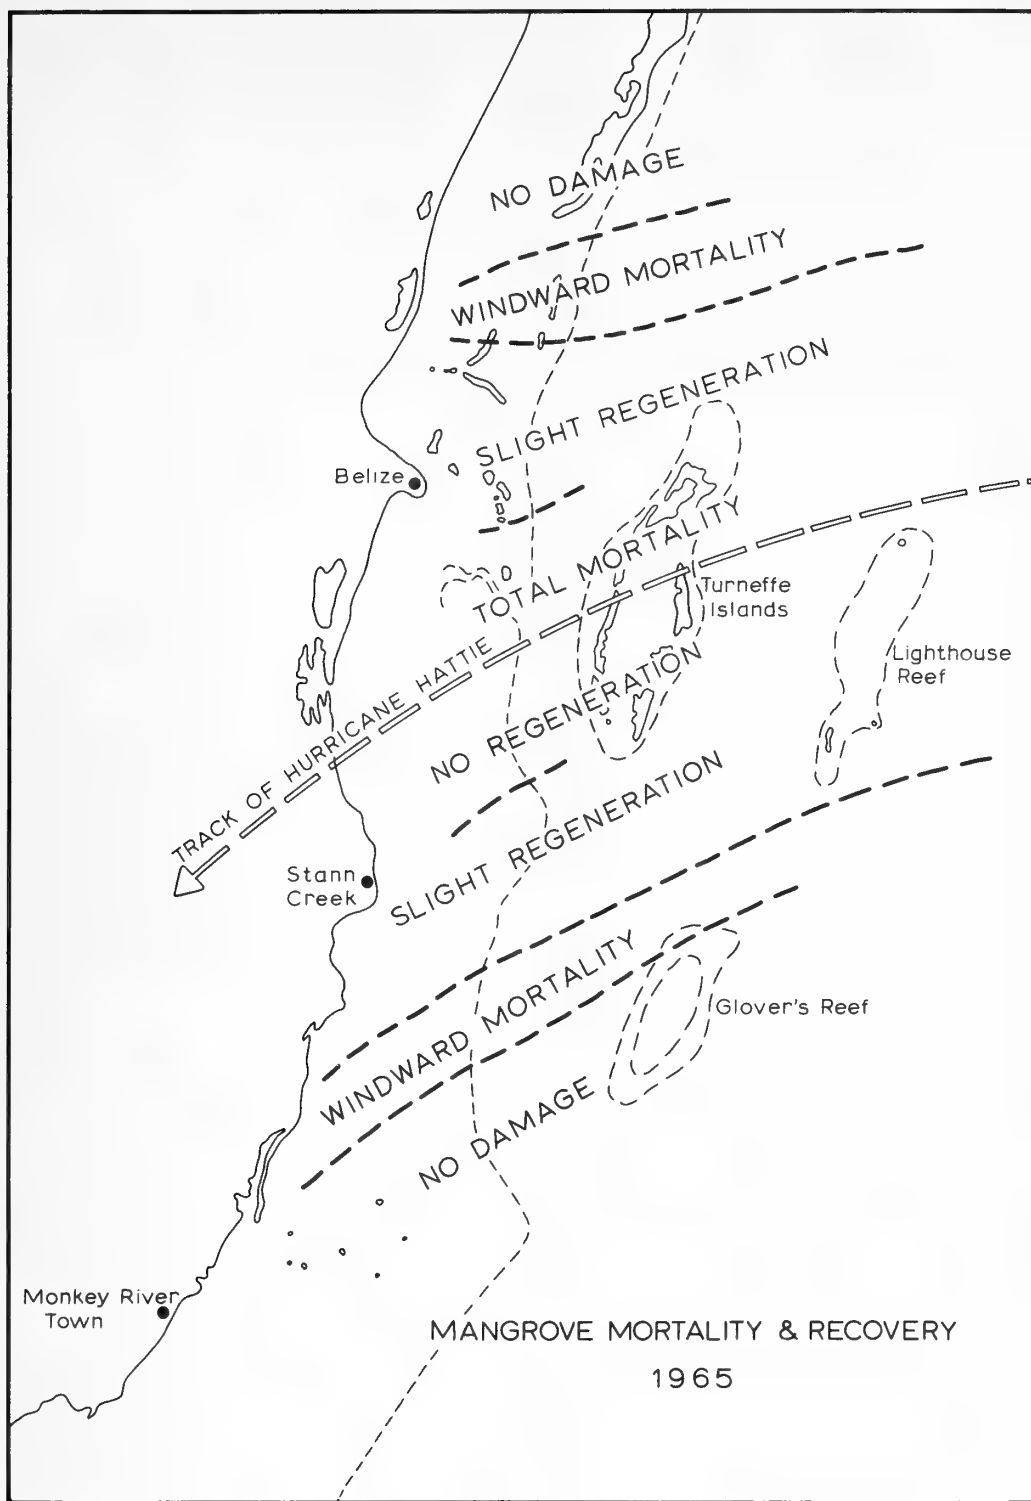 NO DAMAGE
WINDWARD MORTALITY
SLIGHT REGENERATION
Belize
TOTAL MORTALITY
Turneffe
Islands
Lighthouse
Reef
TRACK OF HURRICANE HATTIE
NO REGENERATION
SLIGHT REGENERATION
Stann
Creek
WINDWARD MORTALITY
Glover's Reef
NO DAMAGE
Monkey River
Town
MANGROVE MORTALITY & RECOVERY
1965